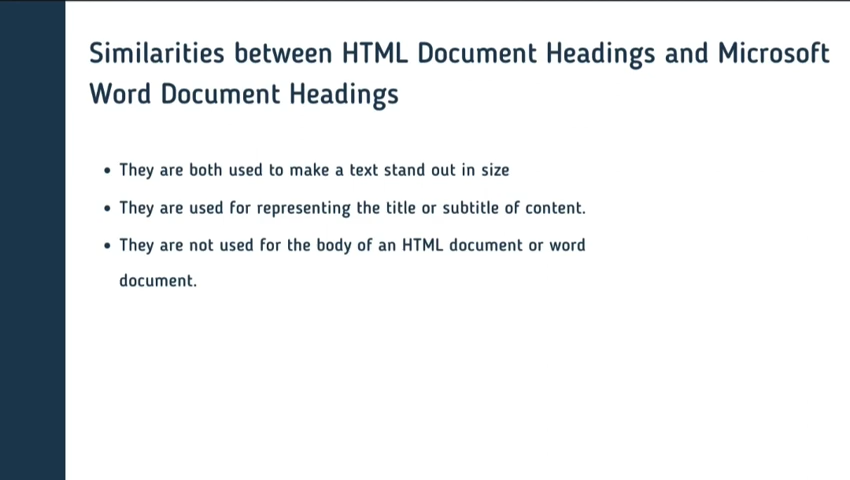 Similarities between HTML Document Headings and Microsoft
Word Document Headings
• They are both used to make a text stand out in size
• They are used for representing the title or subtitle of content.
• They are not used for the body of an HTML document or word
document.